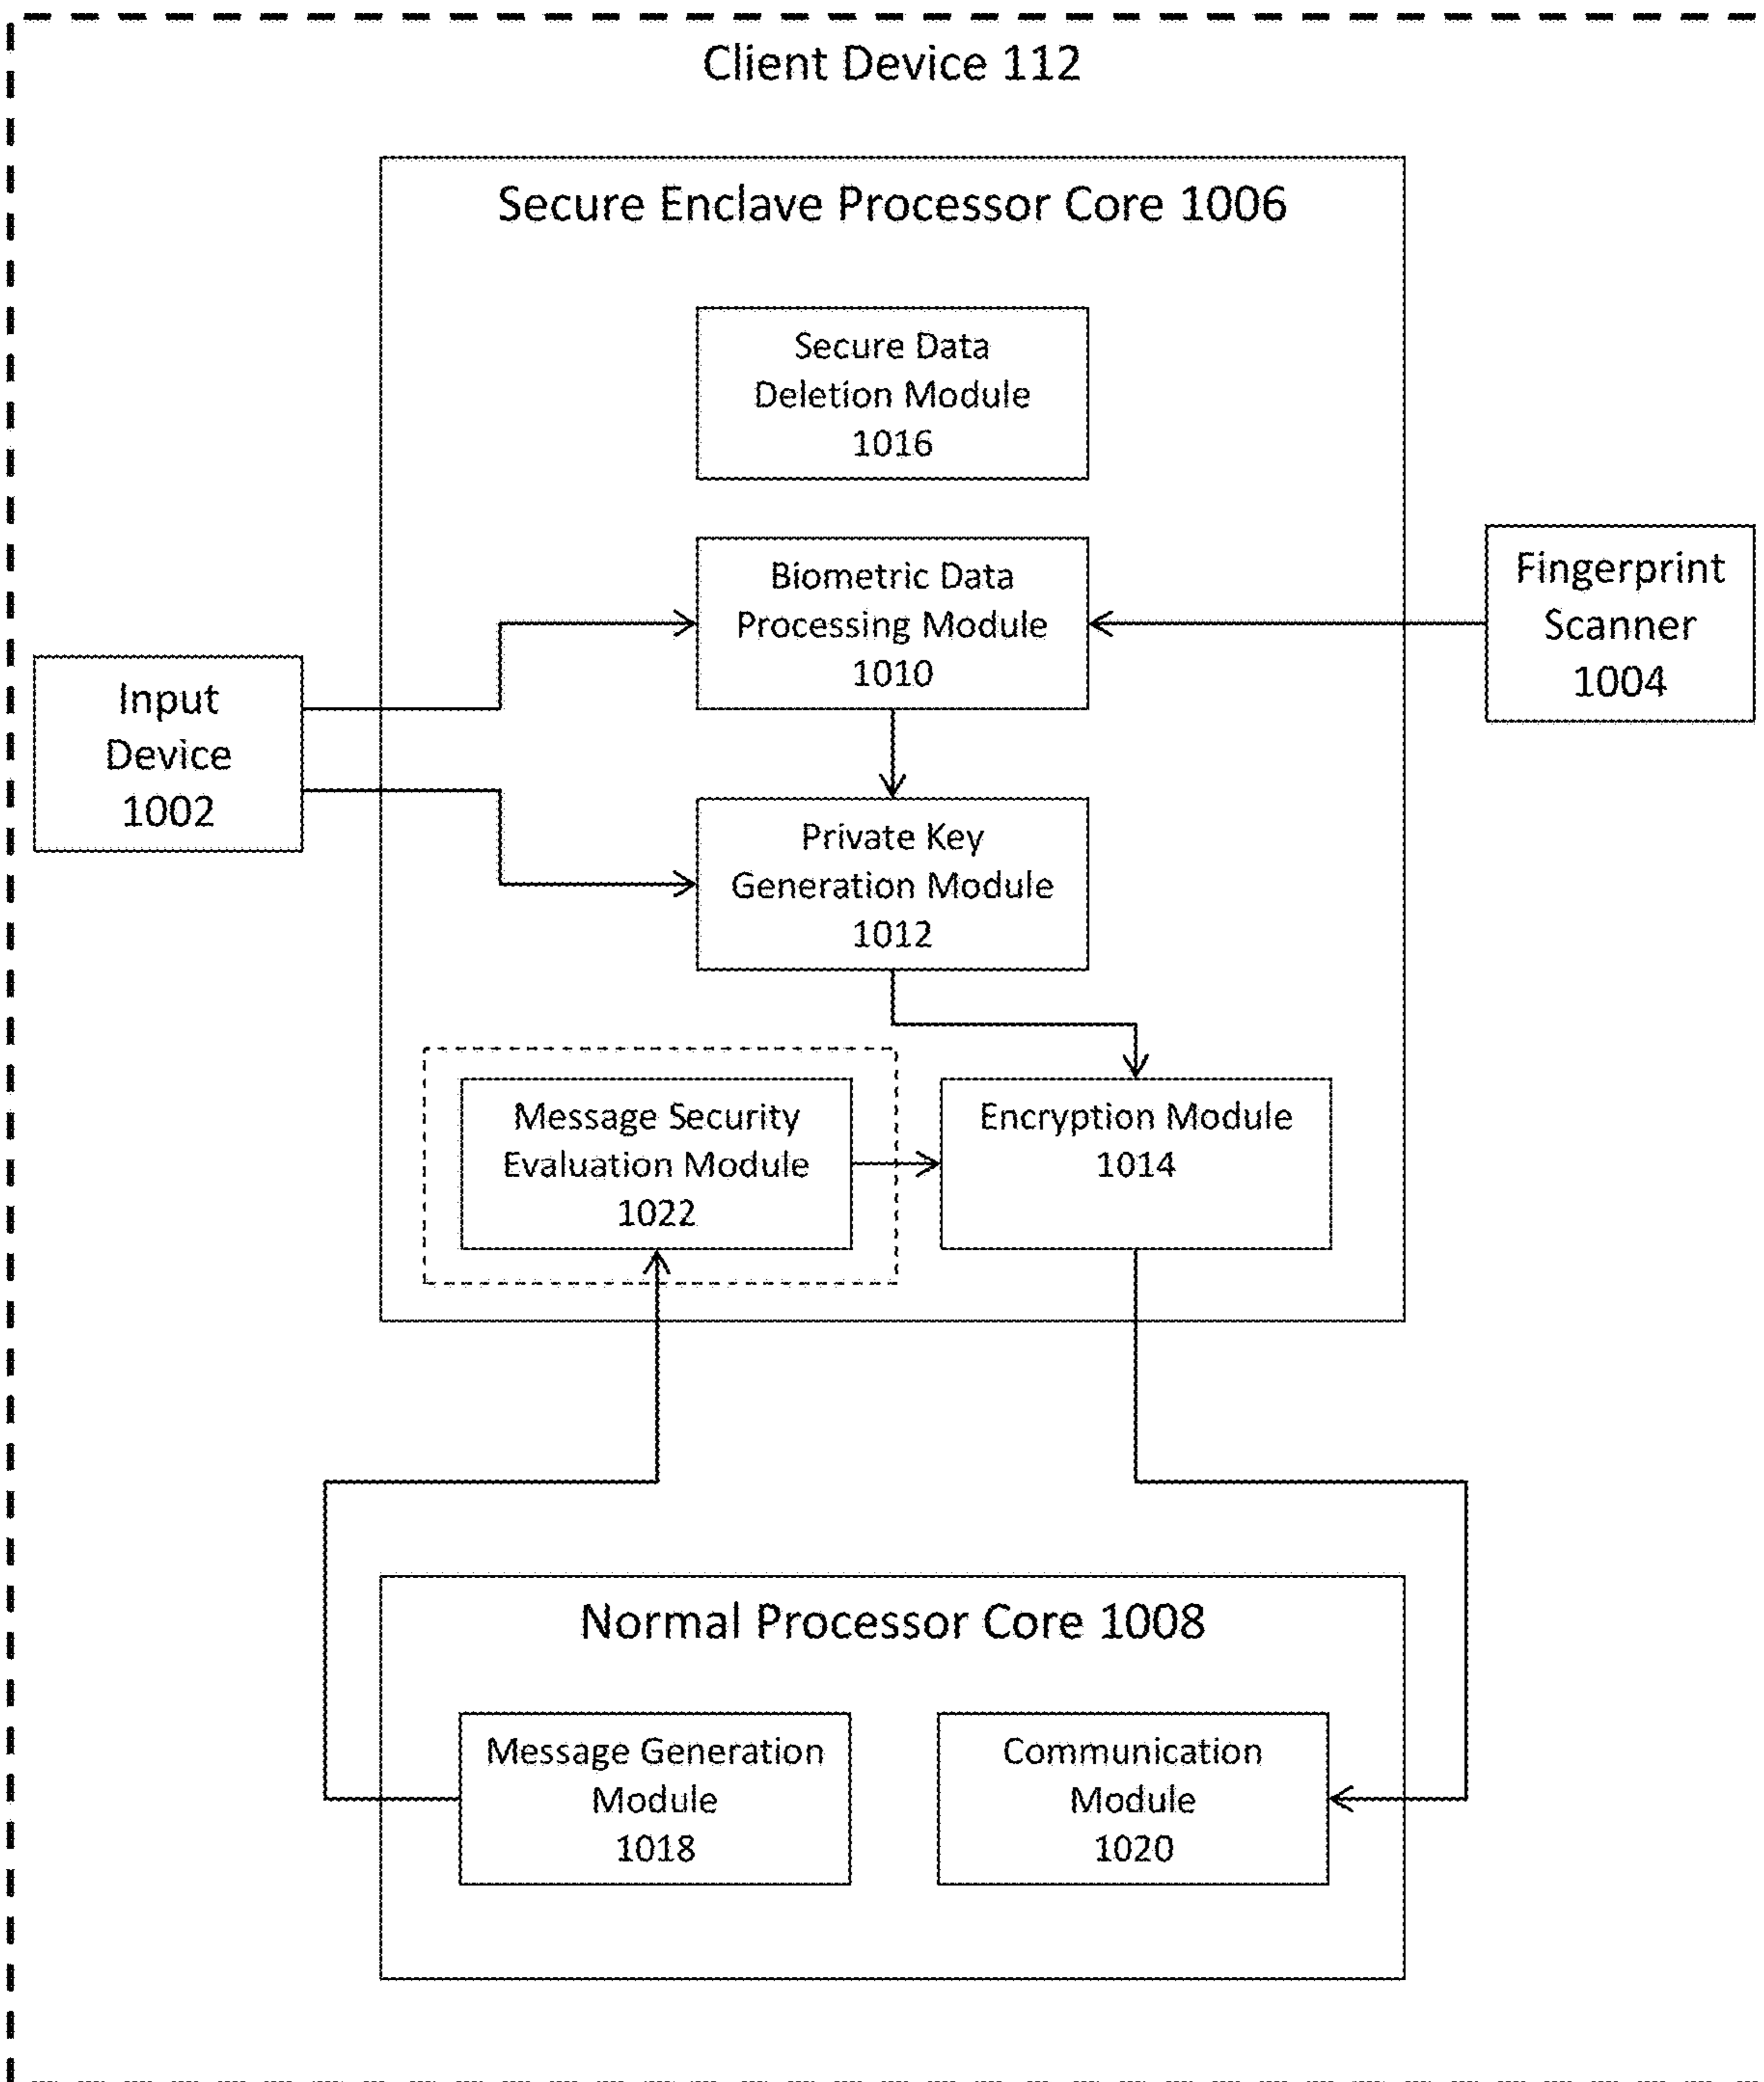 Client Device 112
Secure Enclave Processor Core 1006
Secure Data
Deletion Module
1016
Biometric Data
Processing Module
1010
Fingerprint
Scanner
1004
Input
Device
1002
Private Key
Generation Module
1012
Message Security
Evaluation Module
1022
Encryption Module
1014
Normal Processor Core 1008
Message Generation
Module
1018
Communication
Module
1020